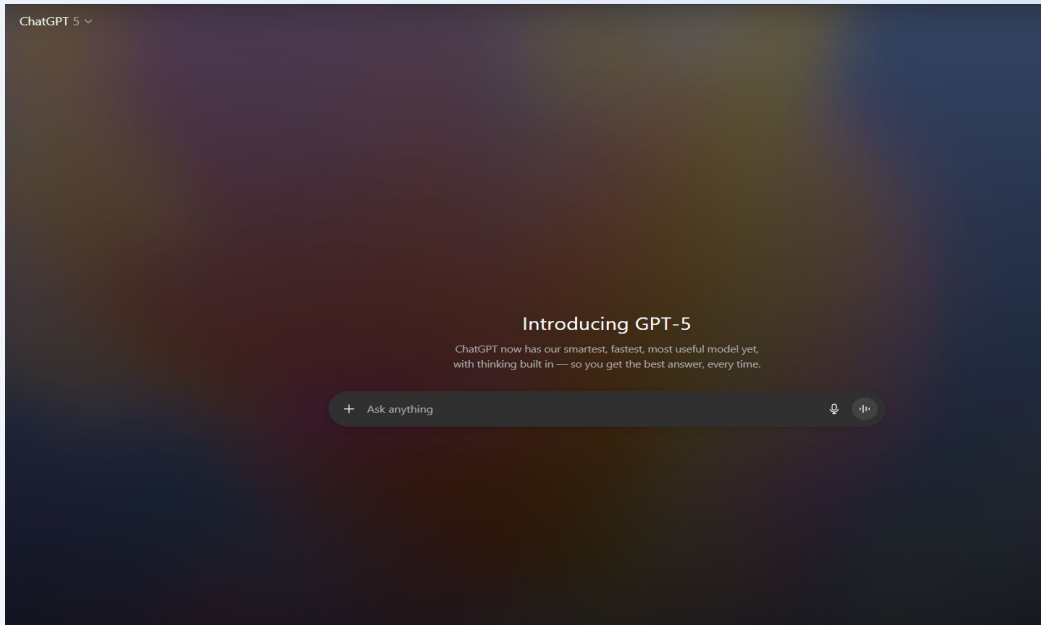 ChatGPT 5
Introducing GPT-5
ChatGPT now has our smartest, fastest, most useful model yet,
with thinking built in — so you get the best answer, every time.
Ask anything